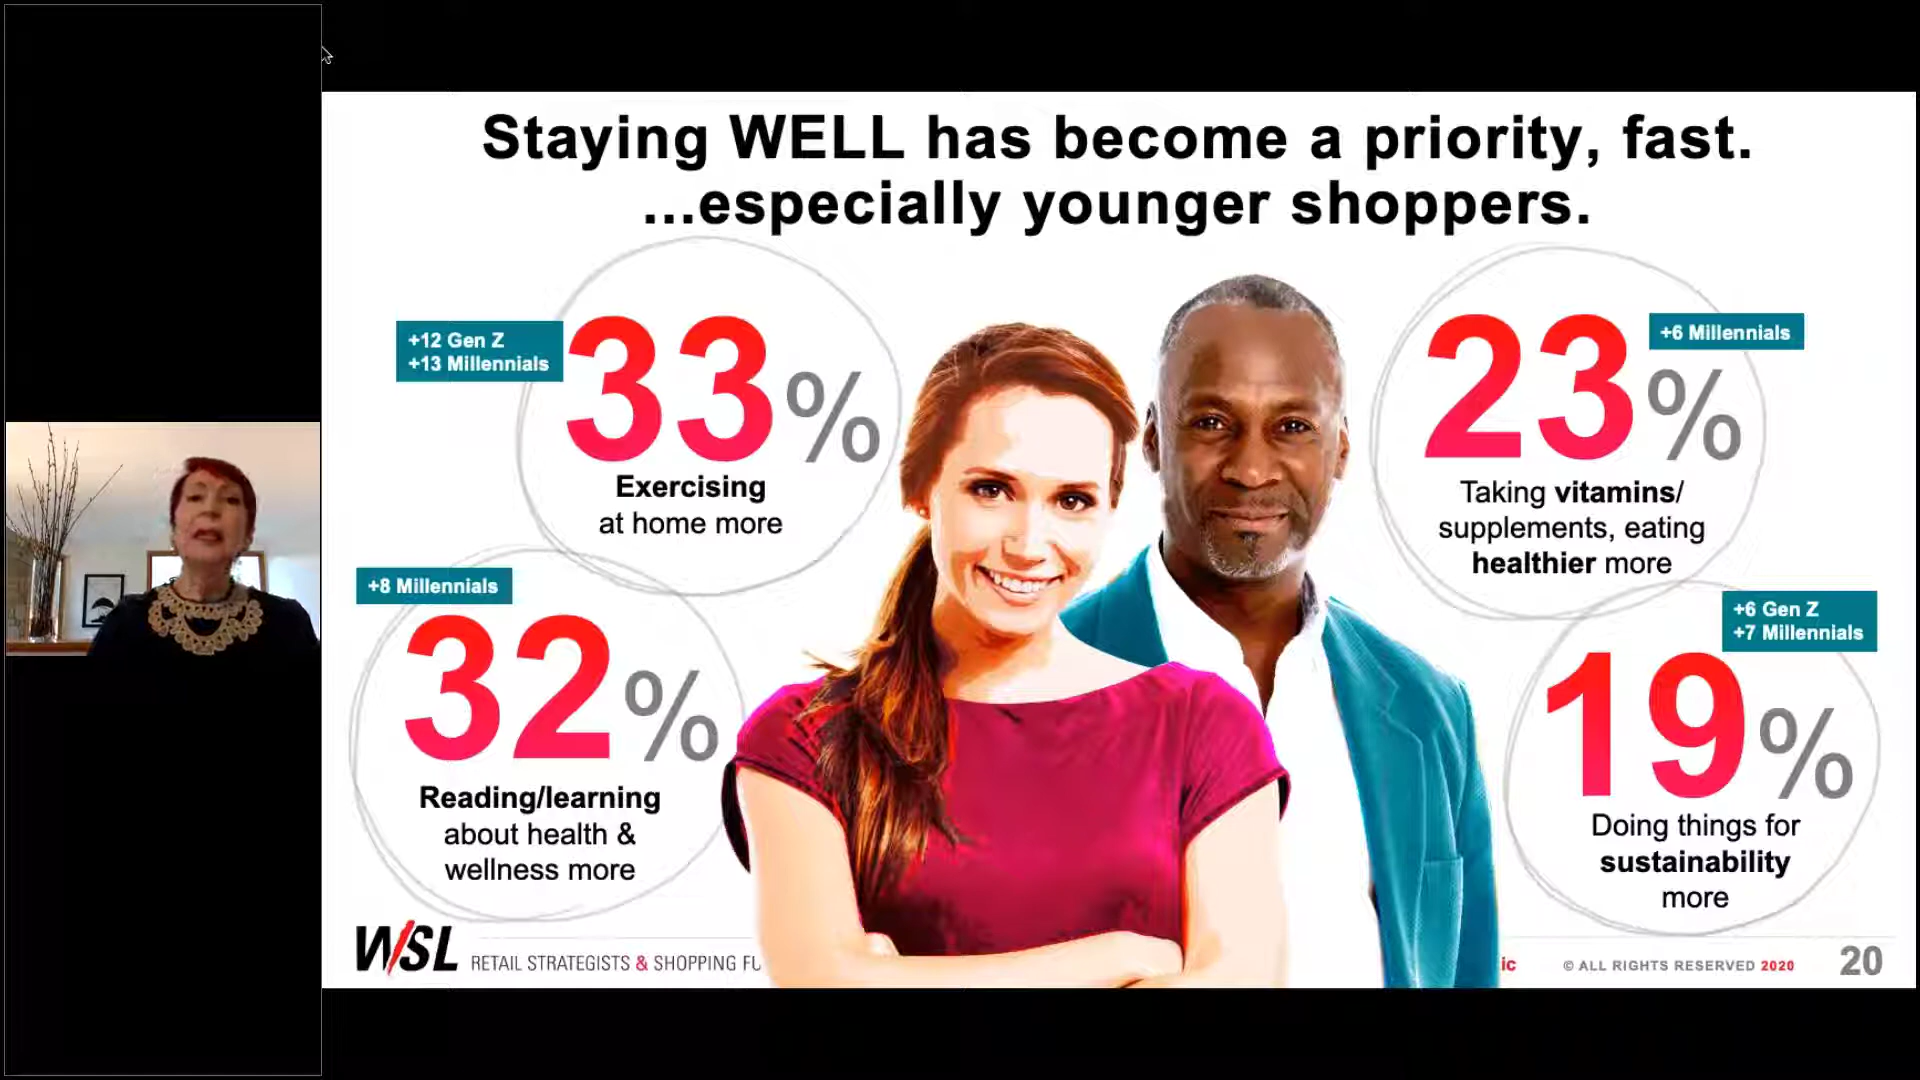 Staying WELL has become a priority, fast.
...especially younger shoppers.
+12 Gen Z
+13 Millennials
33%
Exercising
at home more
+8 Millennials
32%
Reading/learning
about health &
wellness more
+6 Millennials
23%
Taking vitamins/
supplements, eating
healthier more
+6 Gen Z
+7 Millennials
19%
Doing things for
sustainability
more
WSL RETAIL STRATEGISTS & SHOPPING
© ALL RIGHTS RESERVED 2020
20